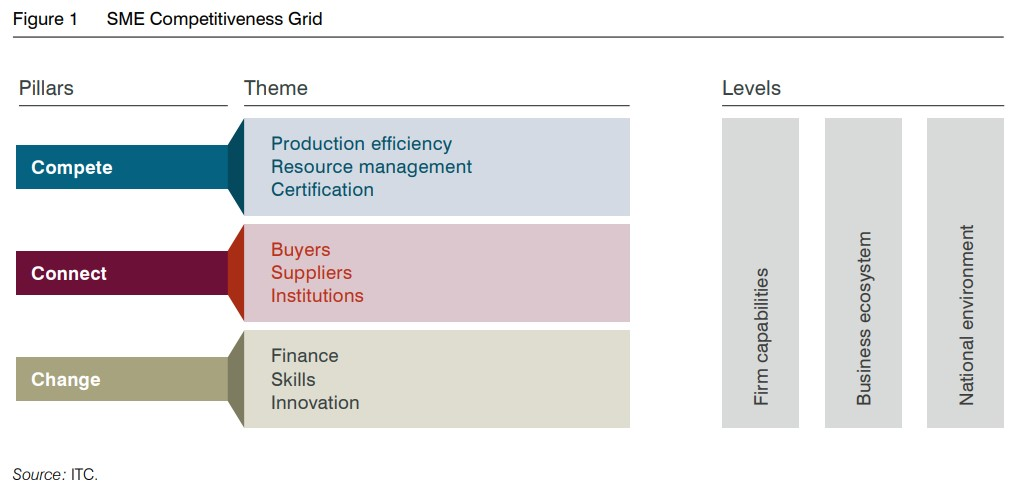 Figure 1 SME Competitiveness Grid
Pillars
Theme
Levels
Compete
Production efficiency
Resource management
Certification
Connect
Buyers
Suppliers
Institutions
Change
Finance
Skills
Innovation
Firm capabilities
Business ecosystem
National environment
Source: ITC.